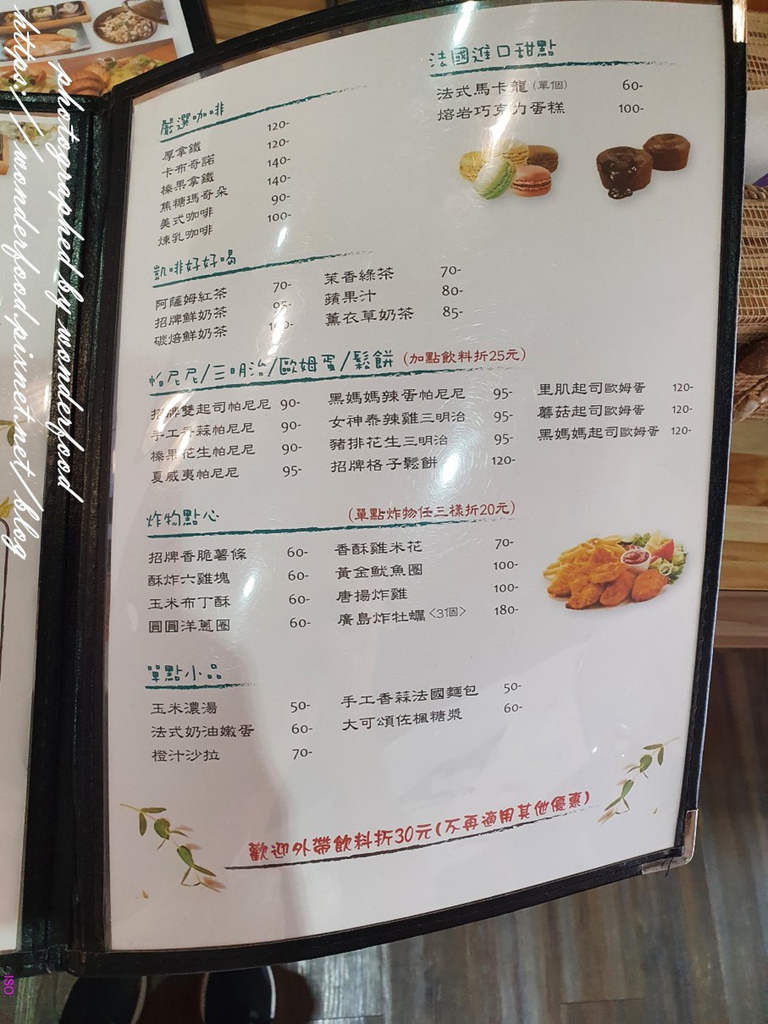 photographed by wonderfood
https://wonderfood.pixnet.net/blog
法國進口甜點
法式馬卡龍(單個) 60-
熔岩巧克力蛋糕 100-
嚴選咖啡
厚拿鐵 120-
卡布奇諾 120-
榛果拿鐵 140-
焦糖瑪奇朵 140-
美式咖啡 90-
煉乳咖啡 100-
凱啡好好喝
阿薩姆紅茶 70-
招牌鮮奶茶 95-
碳焙鮮奶茶
茉香綠茶 70-
蘋果汁 80-
薰衣草奶茶 85-
帕尼尼/三明治/歐姆蛋/鬆餅 (加點飲料折25元)
招牌雙起司帕尼尼 90-
手工香蒜帕尼尼 90-
榛果花生帕尼尼 90-
夏威夷帕尼尼 95-
黑媽媽辣蛋帕尼尼 95-
女神泰辣雞三明治 95-
豬排花生三明治 95-
招牌格子鬆餅 120-
里肌起司歐姆蛋 120-
蘑菇起司歐姆蛋 120-
黑媽媽起司歐姆蛋 120-
炸物點心 (單點炸物任三樣折20元)
招牌香脆薯條 60-
酥炸六雞塊 60-
玉米布丁酥 60-
圓圓洋蔥圈 60-
香酥雞米花 70-
黃金魷魚圈 100-
唐揚炸雞 100-
廣島炸牡蠣<31個> 180-
單點小品
玉米濃湯 50-
法式奶油嫩蛋 60-
橙汁沙拉 70-
手工香蒜法國麵包 50-
大可頌佐楓糖漿 60-
歡迎外帶飲料折30元(不再適用其他優惠)
ISO